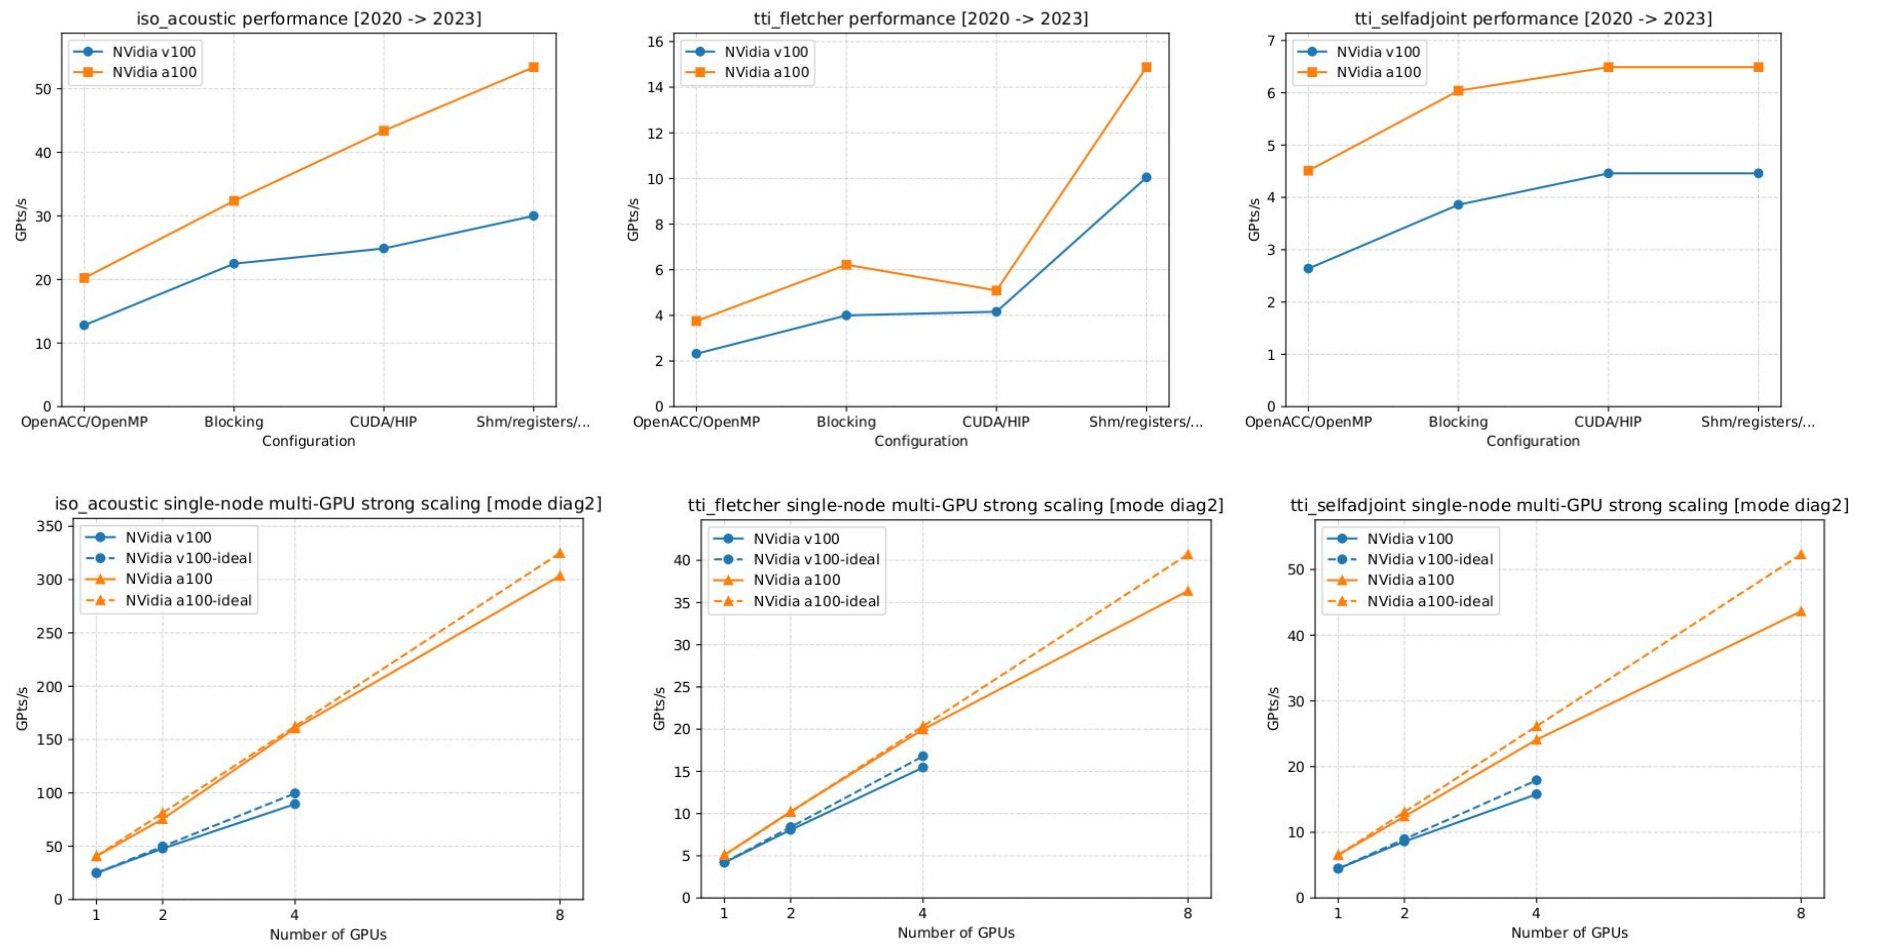 iso_acoustic performance [2020 -> 2023]
NVidia v100
NVidia a100
GPts/s
50
40
30
20
10
0
OpenACC/OpenMP Blocking CUDA/HIP Shm/registers/...
Configuration
tti_fletcher performance [2020 -> 2023]
NVidia v100
NVidia a100
GPts/s
16
14
12
10
8
6
4
2
0
OpenACC/OpenMP Blocking CUDA/HIP Shm/registers/...
Configuration
tti_selfadjoint performance [2020 -> 2023]
NVidia v100
NVidia a100
GPts/s
7
6
5
4
3
2
1
0
OpenACC/OpenMP Blocking CUDA/HIP Shm/registers/...
Configuration
iso_acoustic single-node multi-GPU strong scaling [mode diag2]
NVidia v100
NVidia v100-ideal
NVidia a100
NVidia a100-ideal
GPts/s
350
300
250
200
150
100
50
0
1 2 4 8
Number of GPUs
tti_fletcher single-node multi-GPU strong scaling [mode diag2]
NVidia v100
NVidia v100-ideal
NVidia a100
NVidia a100-ideal
GPts/s
40
35
30
25
20
15
10
5
0
1 2 4 8
Number of GPUs
tti_selfadjoint single-node multi-GPU strong scaling [mode diag2]
NVidia v100
NVidia v100-ideal
NVidia a100
NVidia a100-ideal
GPts/s
50
40
30
20
10
0
1 2 4 8
Number of GPUs